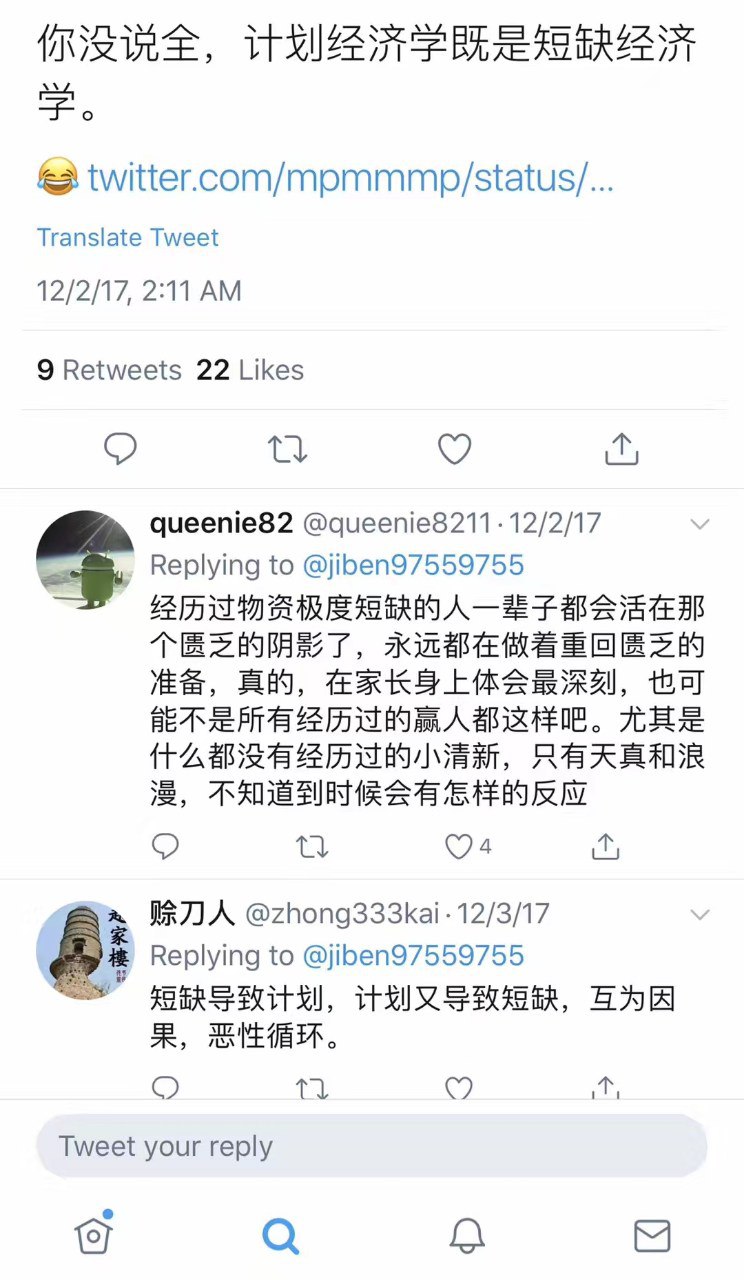 你没说全，计划经济学既是短缺经济
学。
😂 twitter.com/mpmmmp/status/...
Translate Tweet
12/2/17, 2:11 AM
9 Retweets 22 Likes
queenie82 @queenie8211 · 12/2/17
Replying to @jiben97559755
经历过物资极度短缺的人一辈子都会活在那
个匮乏的阴影了，永远都在做着重回匮乏的
准备，真的，在家长身上体会最深刻，也可
能不是所有经历过的赢人都这样吧。尤其是
什么都没有经历过的小清新，只有天真和浪
漫，不知道到时候会有怎样的反应
4
赊刀人 @zhong333kai · 12/3/17
Replying to @jiben97559755
短缺导致计划，计划又导致短缺，互为因
果，恶性循环。
家樓
Tweet your reply